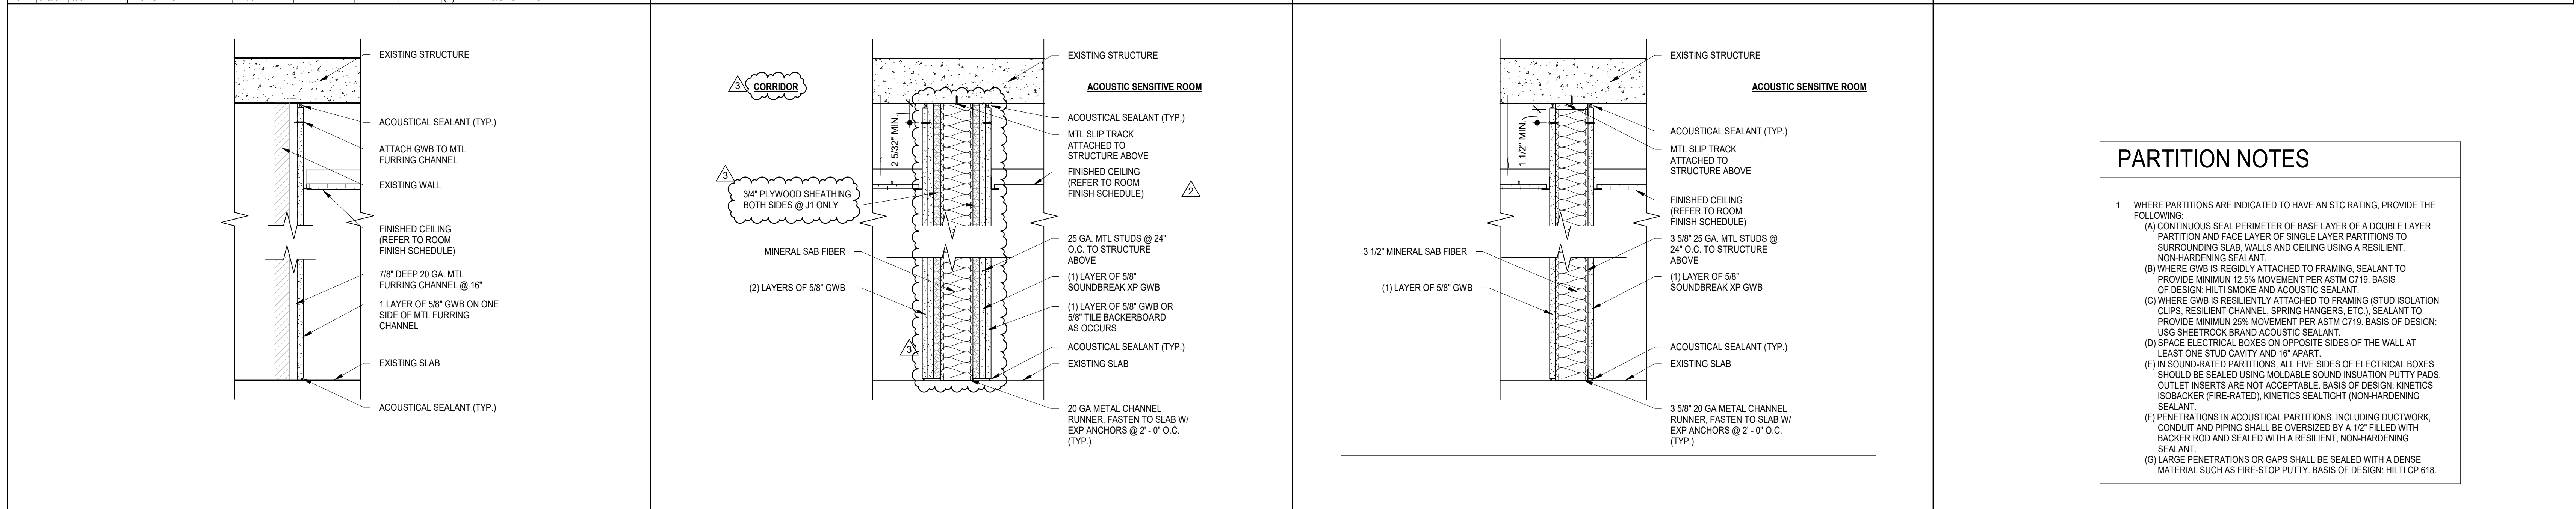 EXISTING STRUCTURE
ACOUSTICAL SEALANT (TYP.)
ATTACH GWB TO MTL
FURRING CHANNEL
EXISTING WALL
FINISHED CEILING
(REFER TO ROOM
FINISH SCHEDULE)
7/8" DEEP 20 GA. MTL
FURRING CHANNEL @ 16"
1 LAYER OF 5/8" GWB ON ONE
SIDE OF MTL FURRING
CHANNEL
EXISTING SLAB
ACOUSTICAL SEALANT (TYP.)
3
CORRIDOR
2 5/32" MIN.
3
3/4" PLYWOOD SHEATHING
BOTH SIDES @ J1 ONLY
MINERAL SAB FIBER
(2) LAYERS OF 5/8" GWB
3
EXISTING STRUCTURE
ACOUSTIC SENSITIVE ROOM
ACOUSTICAL SEALANT (TYP.)
MTL SLIP TRACK
ATTACHED TO
STRUCTURE ABOVE
FINISHED CEILING
(REFER TO ROOM
FINISH SCHEDULE)
2
25 GA. MTL STUDS @ 24"
O.C. TO STRUCTURE
ABOVE
(1) LAYER OF 5/8"
SOUNDBREAK XP GWB
(1) LAYER OF 5/8" GWB OR
5/8" TILE BACKERBOARD
AS OCCURS
ACOUSTICAL SEALANT (TYP.)
EXISTING SLAB
20 GA METAL CHANNEL
RUNNER, FASTEN TO SLAB W/
EXP ANCHORS @ 2' - 0" O.C.
(TYP.)
1 1/2" MIN.
3 1/2" MINERAL SAB FIBER
(1) LAYER OF 5/8" GWB
EXISTING STRUCTURE
ACOUSTIC SENSITIVE ROOM
ACOUSTICAL SEALANT (TYP.)
MTL SLIP TRACK
ATTACHED TO
STRUCTURE ABOVE
FINISHED CEILING
(REFER TO ROOM
FINISH SCHEDULE)
3 5/8" 25 GA. MTL STUDS @
24" O.C. TO STRUCTURE
ABOVE
(1) LAYER OF 5/8"
SOUNDBREAK XP GWB
ACOUSTICAL SEALANT (TYP.)
EXISTING SLAB
3 5/8" 20 GA METAL CHANNEL
RUNNER, FASTEN TO SLAB W/
EXP ANCHORS @ 2' - 0" O.C.
(TYP.)
PARTITION NOTES
1 WHERE PARTITIONS ARE INDICATED TO HAVE AN STC RATING, PROVIDE THE
FOLLOWING:
(A) CONTINUOUS SEAL PERIMETER OF BASE LAYER OF A DOUBLE LAYER
PARTITION AND FACE LAYER OF SINGLE LAYER PARTITIONS TO
SURROUNDING SLAB, WALLS AND CEILING USING A RESILIENT,
NON-HARDENING SEALANT.
(B) WHERE GWB IS REGIDLY ATTACHED TO FRAMING, SEALANT TO
PROVIDE MINIMUN 12.5% MOVEMENT PER ASTM C719. BASIS
OF DESIGN: HILTI SMOKE AND ACOUSTIC SEALANT.
(C) WHERE GWB IS RESILIENTLY ATTACHED TO FRAMING (STUD ISOLATION
CLIPS, RESILIENT CHANNEL, SPRING HANGERS, ETC.), SEALANT TO
PROVIDE MINIMUN 25% MOVEMENT PER ASTM C719. BASIS OF DESIGN:
USG SHEETROCK BRAND ACOUSTIC SEALANT.
(D) SPACE ELECTRICAL BOXES ON OPPOSITE SIDES OF THE WALL AT
LEAST ONE STUD CAVITY AND 16" APART.
(E) IN SOUND-RATED PARTITIONS, ALL FIVE SIDES OF ELECTRICAL BOXES
SHOULD BE SEALED USING MOLDABLE SOUND INSUATION PUTTY PADS.
OUTLET INSERTS ARE NOT ACCEPTABLE. BASIS OF DESIGN: KINETICS
ISOBACKER (FIRE-RATED), KINETICS SEALTIGHT (NON-HARDENING
SEALANT.
(F) PENETRATIONS IN ACOUSTICAL PARTITIONS. INCLUDING DUCTWORK,
CONDUIT AND PIPING SHALL BE OVERSIZED BY A 1/2" FILLED WITH
BACKER ROD AND SEALED WITH A RESILIENT, NON-HARDENING
SEALANT.
(G) LARGE PENETRATIONS OR GAPS SHALL BE SEALED WITH A DENSE
MATERIAL SUCH AS FIRE-STOP PUTTY. BASIS OF DESIGN: HILTI CP 618.